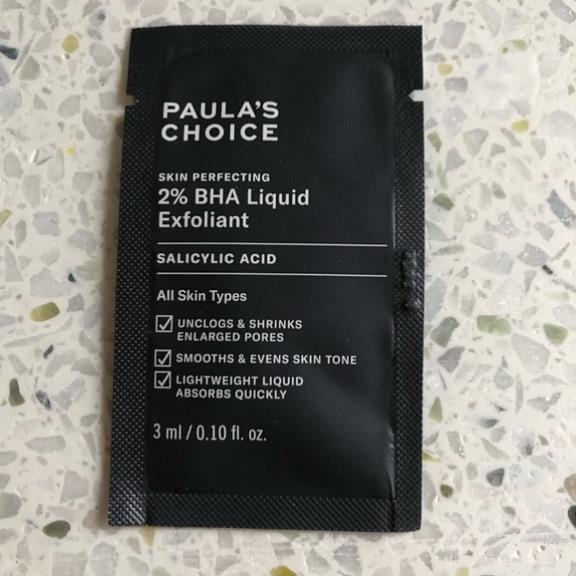 PAULA'S
CHOICE
SKIN PERFECTING
2% BHA Liquid
Exfoliant
SALICYLIC ACID
All Skin Types
UNCLOGS & SHRINKS
ENLARGED PORES
SMOOTHS & EVENS SKIN TONE
LIGHTWEIGHT LIQUID
ABSORBS QUICKLY
3 ml / 0.10 fl. oz.